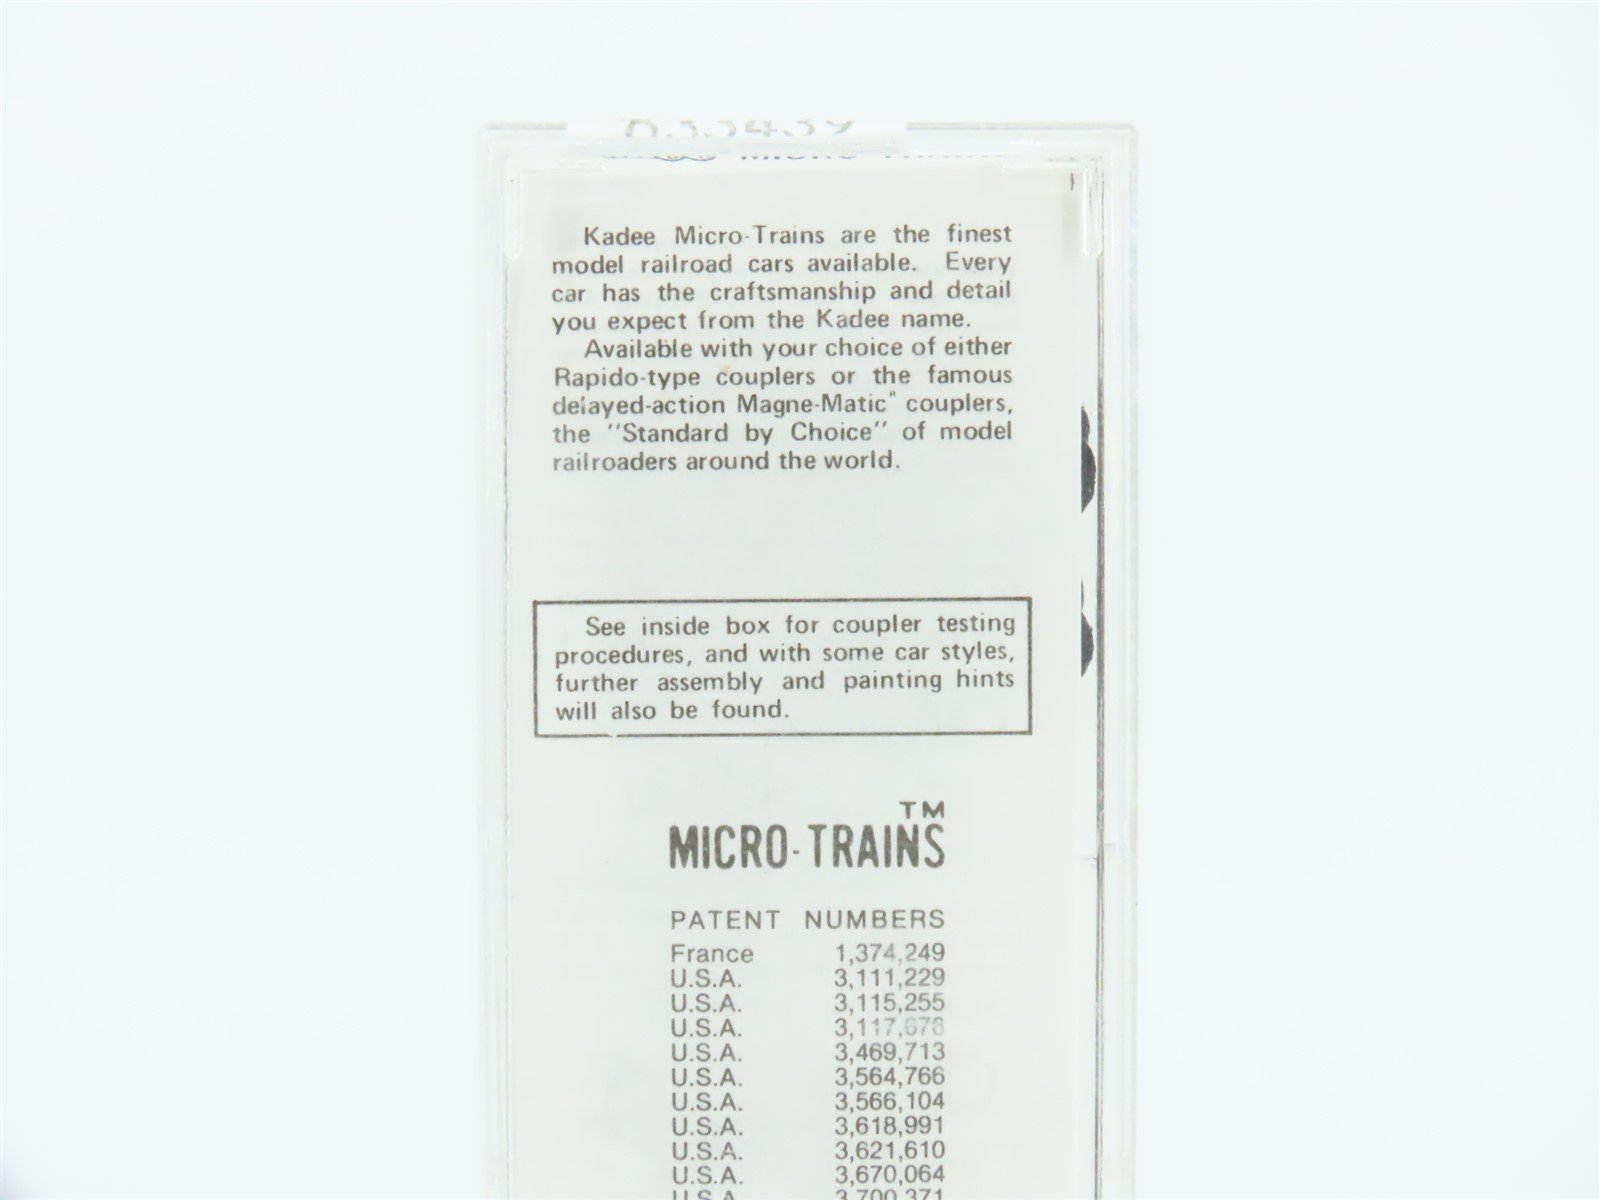 Kadee Micro-Trains are the finest
model railroad cars available. Every
car has the craftsmanship and detail
you expect from the Kadee name.
Available with your choice of either
Rapido-type couplers or the famous
delayed-action Magne-Matic" couplers,
the "Standard by Choice" of model
railroaders around the world.
See inside box for coupler testing
procedures, and with some car styles,
further assembly and painting hints
will also be found.
TM
MICRO-TRAINS
PATENT NUMBERS
France 1,374,249
U.S.A. 3,111,229
U.S.A. 3,115,255
U.S.A. 3,117,676
U.S.A. 3,469,713
U.S.A. 3,564,766
U.S.A. 3,566,104
U.S.A. 3,618,991
U.S.A. 3,621,610
U.S.A. 3,670,064
U.S.A. 3,700,371